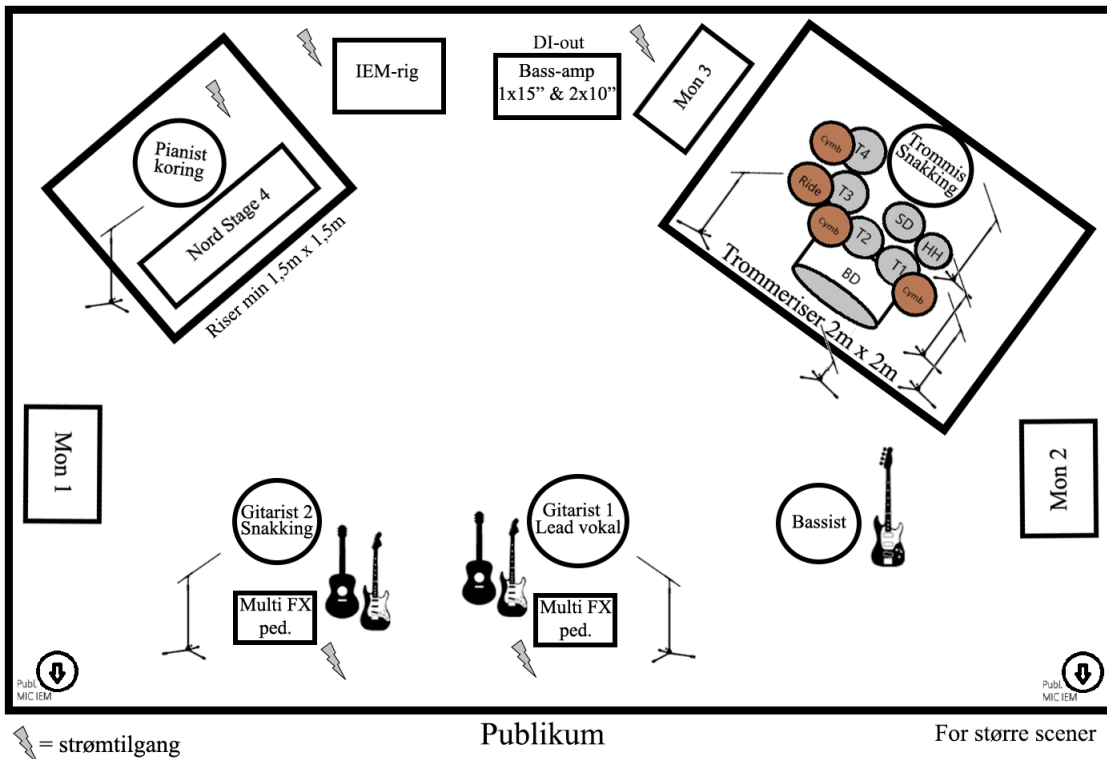 DI-out
IEM-rig
Bass-amp
1x15” & 2x10”
Mon 3
Pianist
koring
Nord Stage 4
Riser min 1,5m x 1,5m
Trommis
Snakking
Cymb
T4
Ride
T3
Cymb
T2
SD
HH
T1
Cymb
BD
Trommeriser 2m x 2m
Mon 1
Mon 2
Gitarist 2
Snakking
Gitarist 1
Lead vokal
Bassist
Multi FX
ped.
Multi FX
ped.
Publ.
MIC IEM
Publ.
MIC IEM
= strømtilgang
Publikum
For større scener